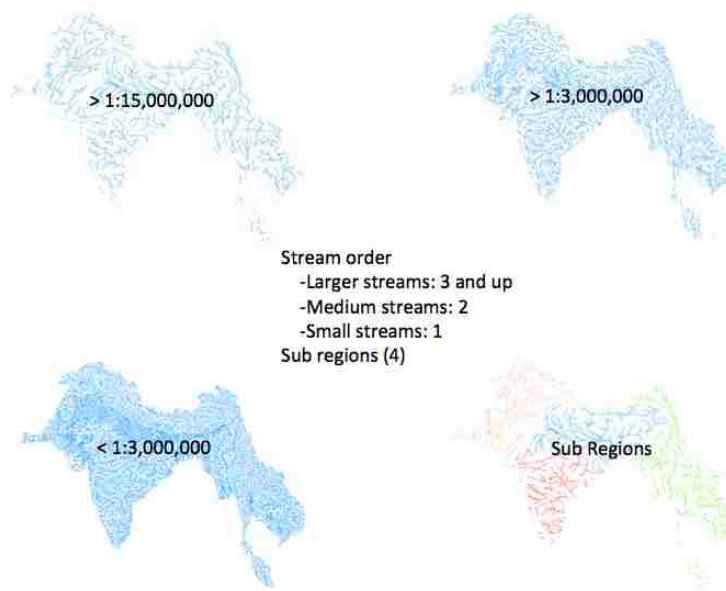 > 1:15,000,000
> 1:3,000,000
Stream order
-Larger streams: 3 and up
-Medium streams: 2
-Small streams: 1
Sub regions (4)
< 1:3,000,000
Sub Regions